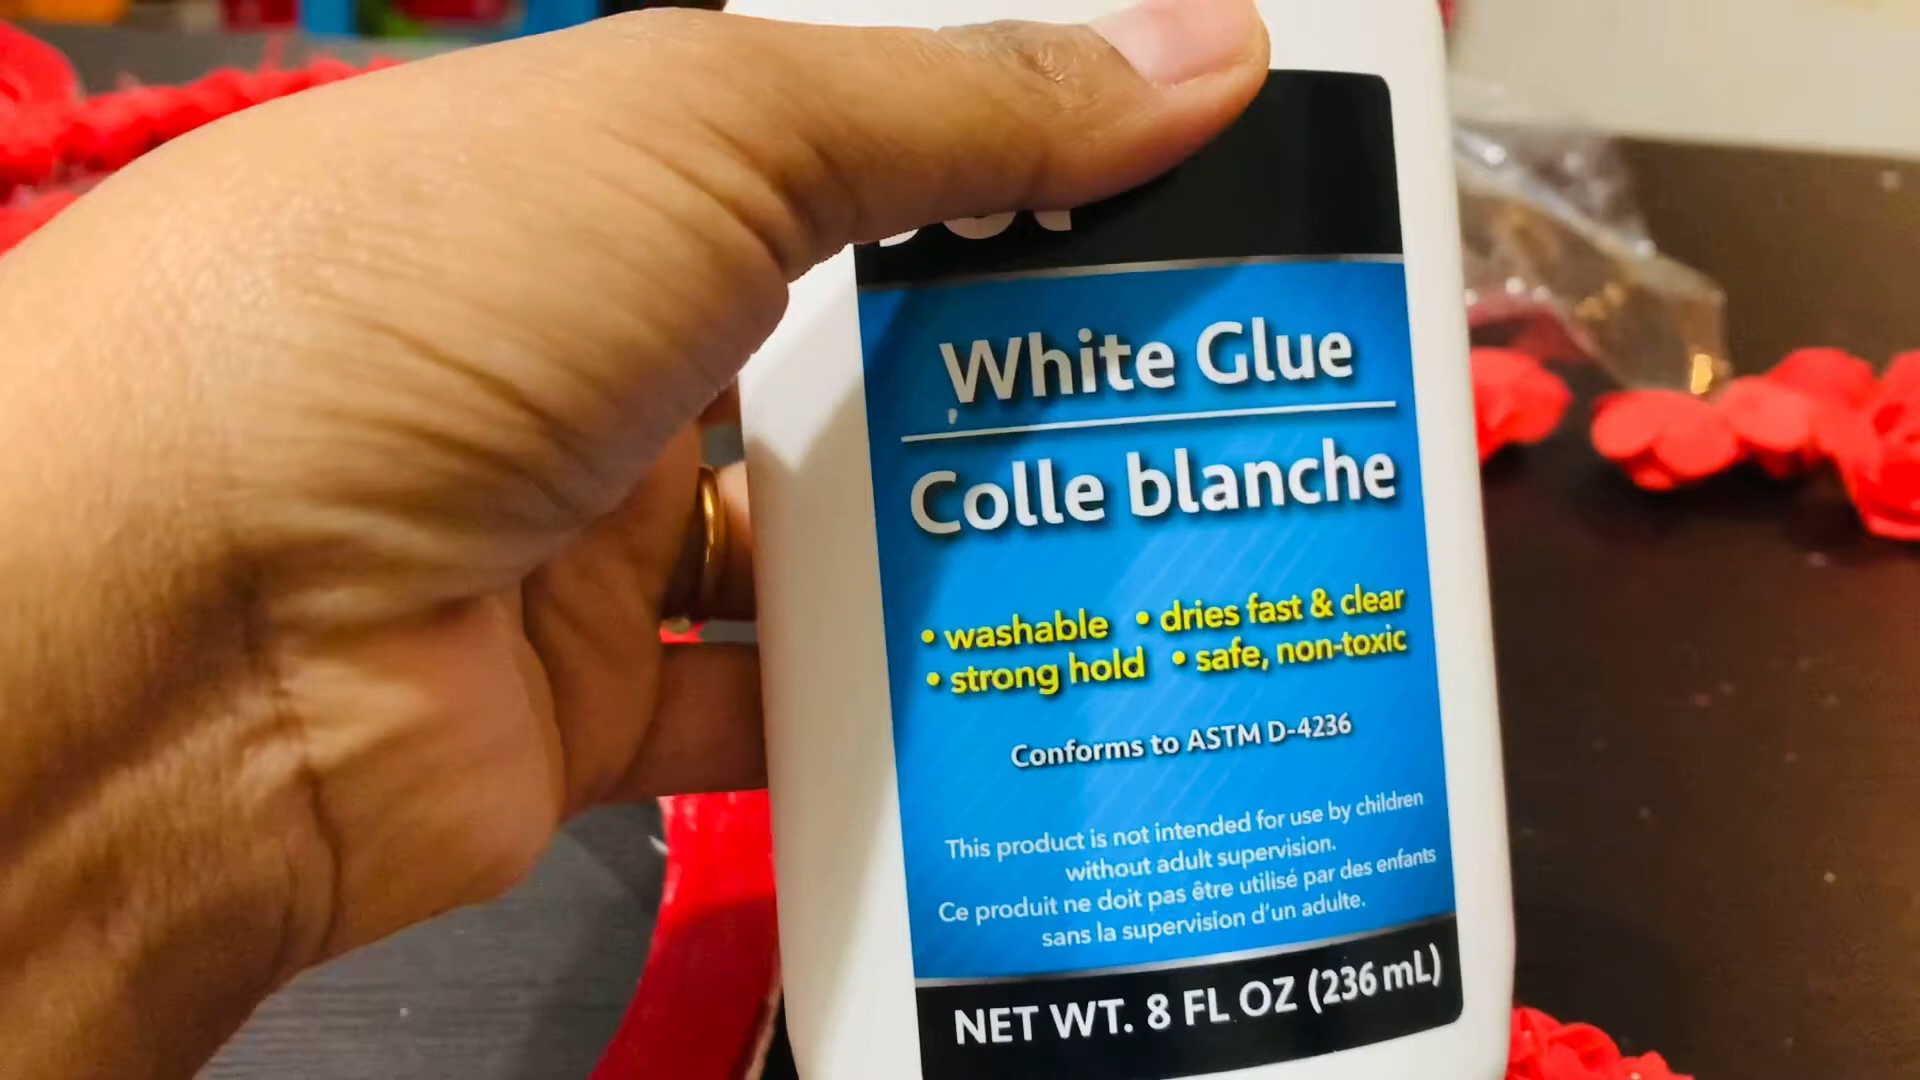 White Glue
Colle blanche
• washable • dries fast & clear
• strong hold • safe, non-toxic
Conforms to ASTM D-4236
This product is not intended for use by children
without adult supervision.
Ce produit ne doit pas être utilisé par des enfants
sans la supervision d'un adulte.
NET WT. 8 FL OZ (236 mL)